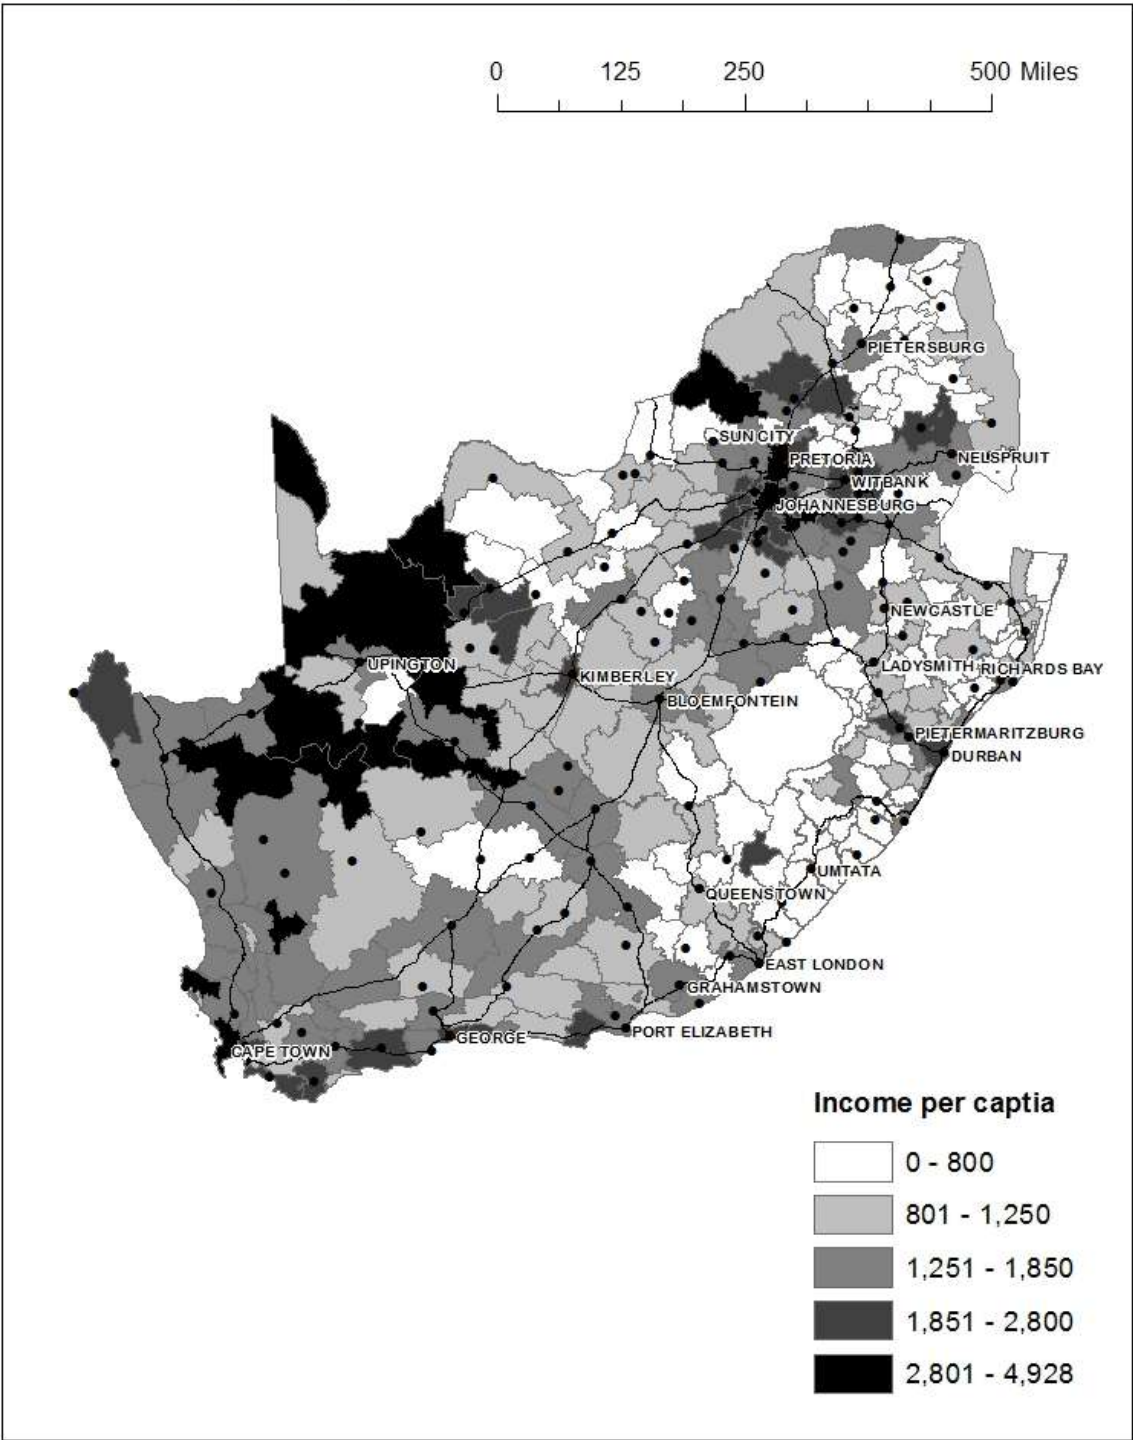 0 125 250 500 Miles
PIETERSBURG
SUN CITY
PRETORIA
NELSPRUIT
WITBANK
JOHANNESBURG
NEWCASTLE
UPINGTON
LADYSMITH
RICHARDS BAY
KIMBERLEY
BLOEMFONTEIN
PIETERMARITZBURG
DURBAN
UMTATA
QUEENSTOWN
EAST LONDON
GRAHAMSTOWN
PORT ELIZABETH
GEORGE
CAPE TOWN
Income per captia
0 - 800
801 - 1,250
1,251 - 1,850
1,851 - 2,800
2,801 - 4,928